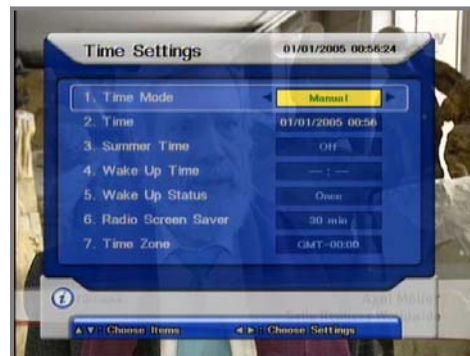 Time Settings 01/01/2005 00:56:24
1. Time Mode Manual
2. Time 01/01/2005 00:56
3. Summer Time Off
4. Wake Up Time -- : --
5. Wake Up Status Once
6. Radio Screen Saver 30 min
7. Time Zone GMT-00:00
Axel Möller
▲ ▼ : Choose Items ◄ ► : Choose Settings